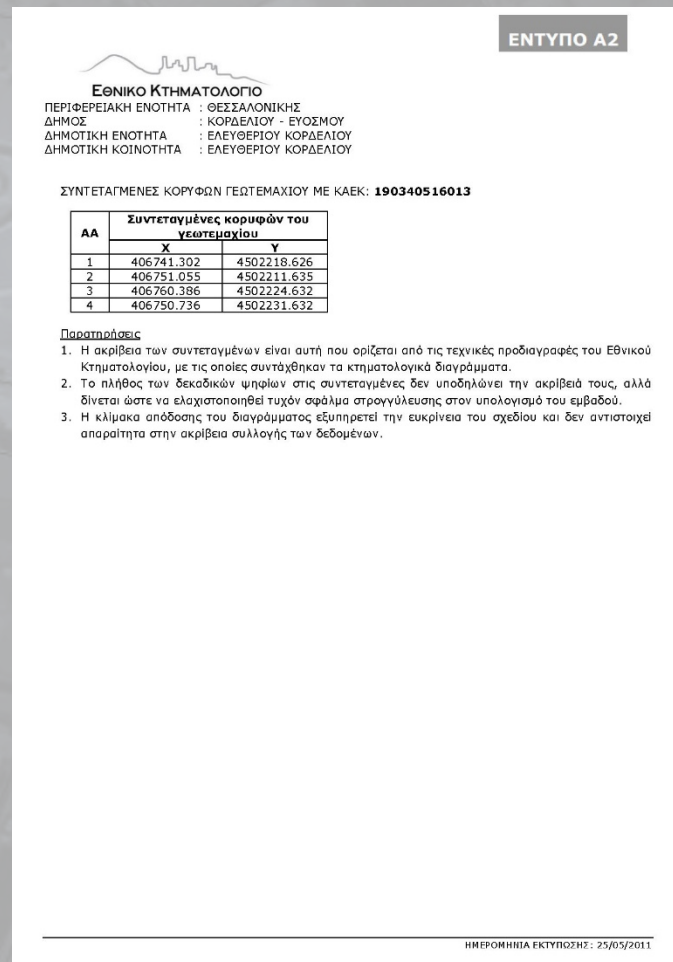 ΕΝΤΥΠΟ Α2
ΕΘΝΙΚΟ ΚΤΗΜΑΤΟΛΟΓΙΟ
ΠΕΡΙΦΕΡΕΙΑΚΗ ΕΝΟΤΗΤΑ : ΘΕΣΣΑΛΟΝΙΚΗΣ
ΔΗΜΟΣ : ΚΟΡΔΕΛΙΟΥ - ΕΥΟΣΜΟΥ
ΔΗΜΟΤΙΚΗ ΕΝΟΤΗΤΑ : ΕΛΕΥΘΕΡΙΟΥ ΚΟΡΔΕΛΙΟΥ
ΔΗΜΟΤΙΚΗ ΚΟΙΝΟΤΗΤΑ : ΕΛΕΥΘΕΡΙΟΥ ΚΟΡΔΕΛΙΟΥ
ΣΥΝΤΕΤΑΓΜΕΝΕΣ ΚΟΡΥΦΩΝ ΓΕΩΤΕΜΑΧΙΟΥ ΜΕ ΚΑΕΚ: 190340516013
ΑΑ Συντεταγμένες κορυφών του
γεωτεμαχίου
Χ Υ
1 406741.302 4502218.626
2 406751.055 4502211.635
3 406760.386 4502224.632
4 406750.736 4502231.632
Παρατηρήσεις
1. Η ακρίβεια των συντεταγμένων είναι αυτή που ορίζεται από τις τεχνικές προδιαγραφές του Εθνικού
Κτηματολογίου, με τις οποίες συντάχθηκαν τα κτηματολογικά διαγράμματα.
2. Το πλήθος των δεκαδικών ψηφίων στις συντεταγμένες δεν υποδηλώνει την ακρίβειά τους, αλλά
δίνεται ώστε να ελαχιστοποιηθεί τυχόν σφάλμα στρογγύλευσης στον υπολογισμό του εμβαδού.
3. Η κλίμακα απόδοσης του διαγράμματος εξυπηρετεί την ευκρίνεια του σχεδίου και δεν αντιστοιχεί
απαραίτητα στην ακρίβεια συλλογής των δεδομένων.
ΗΜΕΡΟΜΗΝΙΑ ΕΚΤΥΠΩΣΗΣ: 25/05/2011